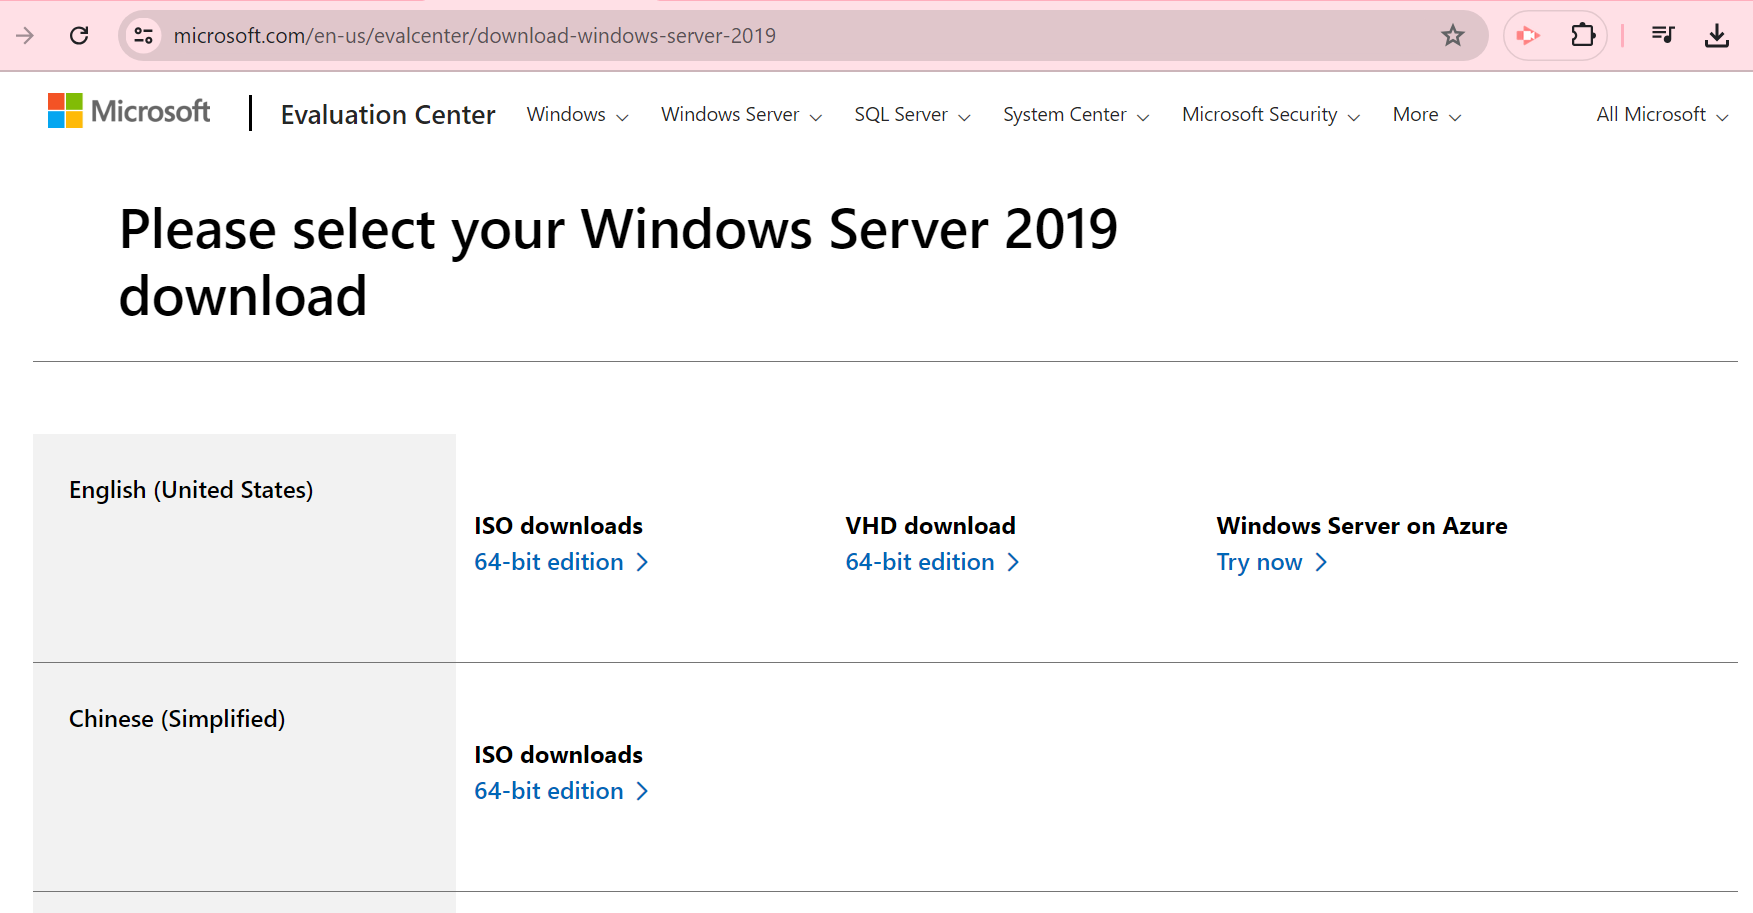 microsoft.com/en-us/evalcenter/download-windows-server-2019
Microsoft | Evaluation Center Windows Windows Server SQL Server System Center Microsoft Security More All Microsoft
Please select your Windows Server 2019
download
English (United States)
ISO downloads VHD download Windows Server on Azure
64-bit edition 64-bit edition Try now
Chinese (Simplified)
ISO downloads
64-bit edition